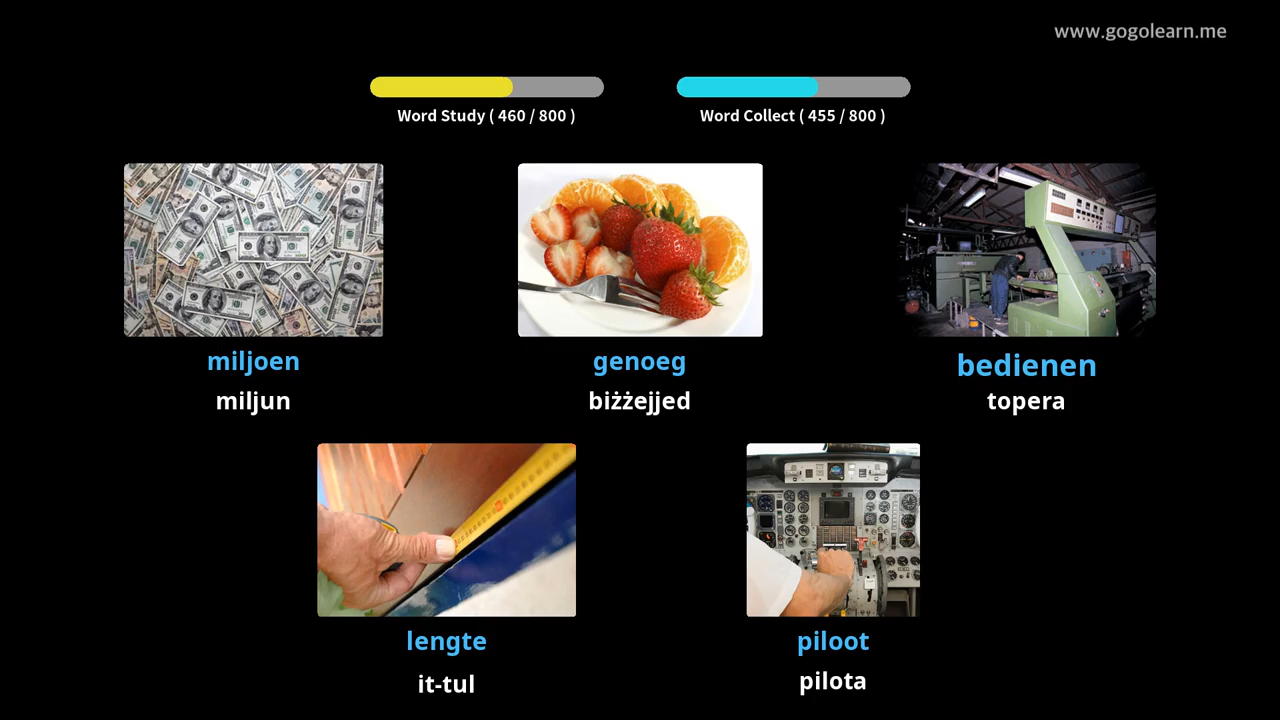 www.gogolearn.me
Word Study ( 460 / 800 )
Word Collect ( 455 / 800 )
miljoen
miljun
genoeg
biżżejjed
bedienen
topera
lengte
it-tul
piloot
pilota